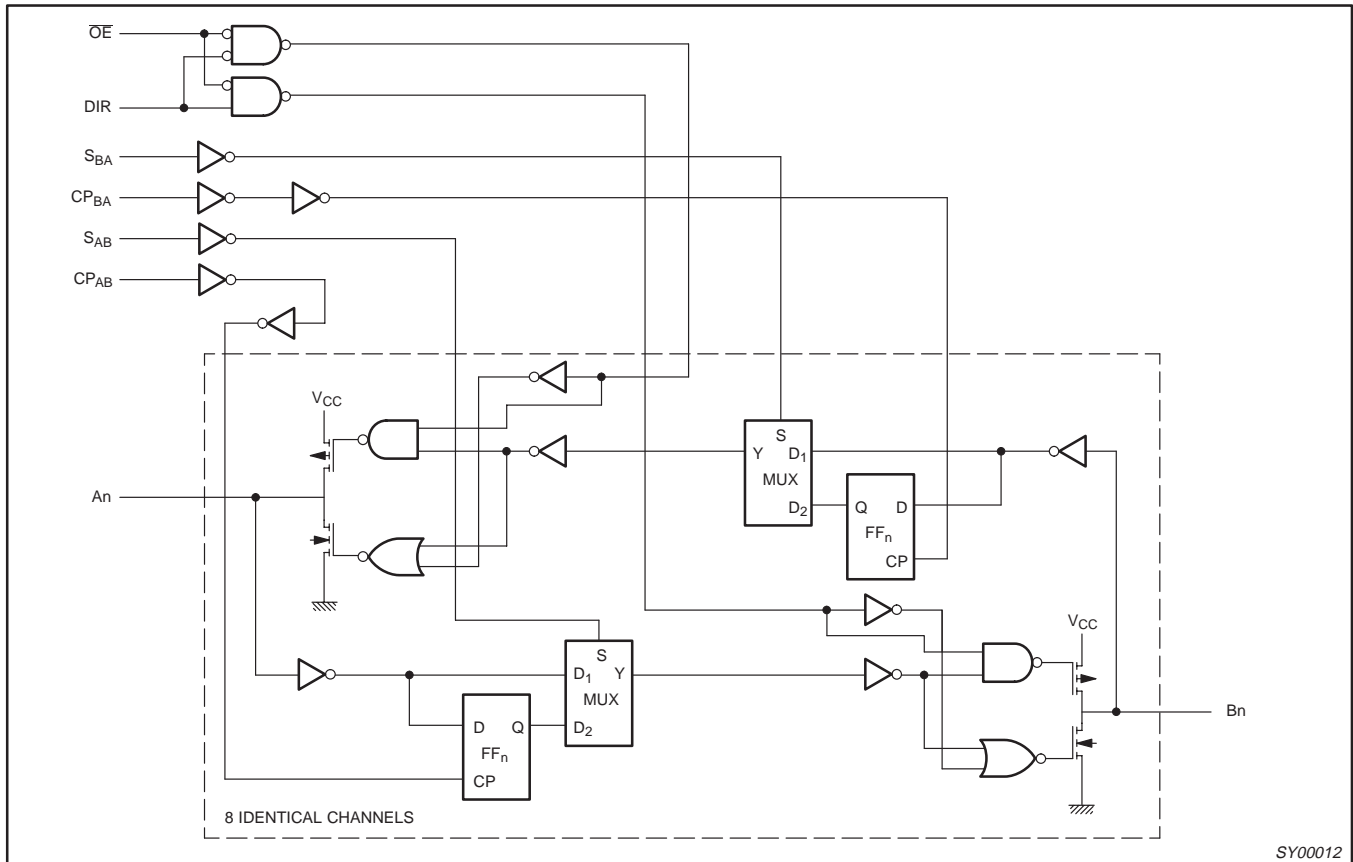 OE
DIR
SBA
CPBA
SAB
CPAB
VCC
S
Y D1
MUX
D2
Q D
FFn
CP
An
VCC
S
D1 Y
MUX
D2
D Q
FFn
CP
Bn
8 IDENTICAL CHANNELS
SY00012